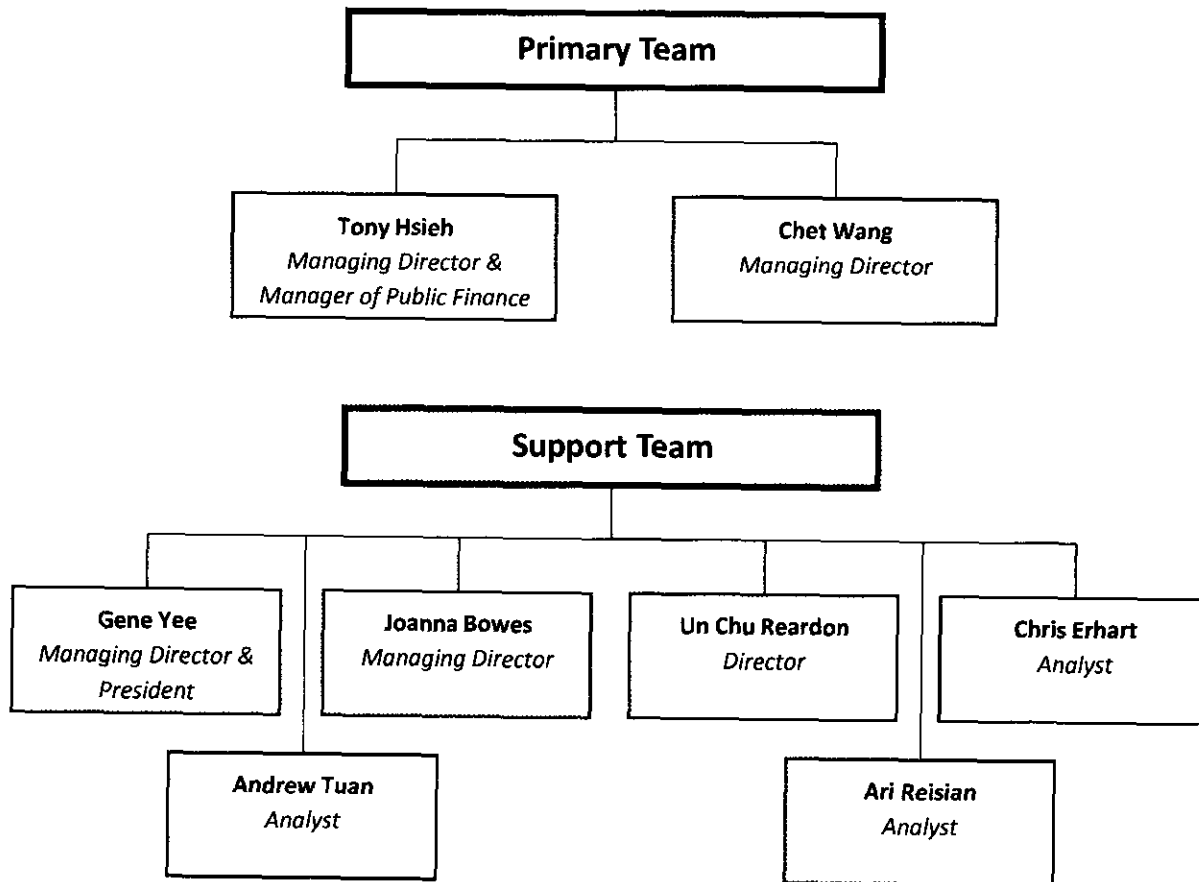 Primary Team
Tony Hsieh
Managing Director &
Manager of Public Finance
Chet Wang
Managing Director
Support Team
Gene Yee
Managing Director &
President
Joanna Bowes
Managing Director
Un Chu Reardon
Director
Chris Erhart
Analyst
Andrew Tuan
Analyst
Ari Reisian
Analyst